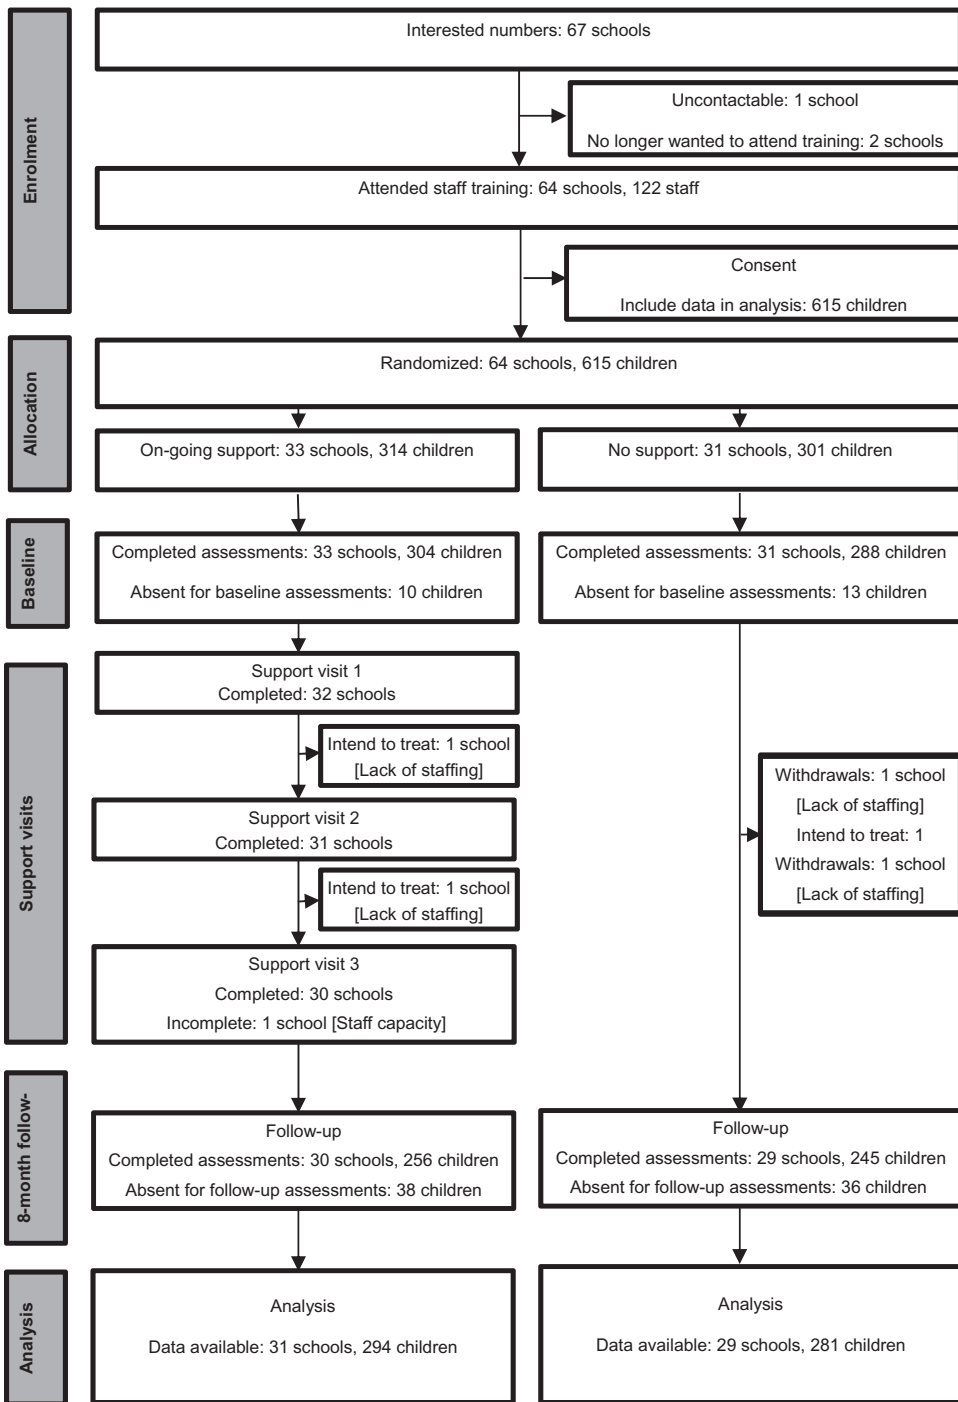 Enrolment
Interested numbers: 67 schools
Uncontactable: 1 school
No longer wanted to attend training: 2 schools
Attended staff training: 64 schools, 122 staff
Consent
Include data in analysis: 615 children
Allocation
Randomized: 64 schools, 615 children
On-going support: 33 schools, 314 children
No support: 31 schools, 301 children
Baseline
Completed assessments: 33 schools, 304 children
Absent for baseline assessments: 10 children
Completed assessments: 31 schools, 288 children
Absent for baseline assessments: 13 children
Support visits
Support visit 1
Completed: 32 schools
Intend to treat: 1 school
[Lack of staffing]
Support visit 2
Completed: 31 schools
Intend to treat: 1 school
[Lack of staffing]
Support visit 3
Completed: 30 schools
Incomplete: 1 school [Staff capacity]
Withdrawals: 1 school
[Lack of staffing]
Intend to treat: 1
Withdrawals: 1 school
[Lack of staffing]
8-month follow-
Follow-up
Completed assessments: 30 schools, 256 children
Absent for follow-up assessments: 38 children
Follow-up
Completed assessments: 29 schools, 245 children
Absent for follow-up assessments: 36 children
Analysis
Analysis
Data available: 31 schools, 294 children
Analysis
Data available: 29 schools, 281 children